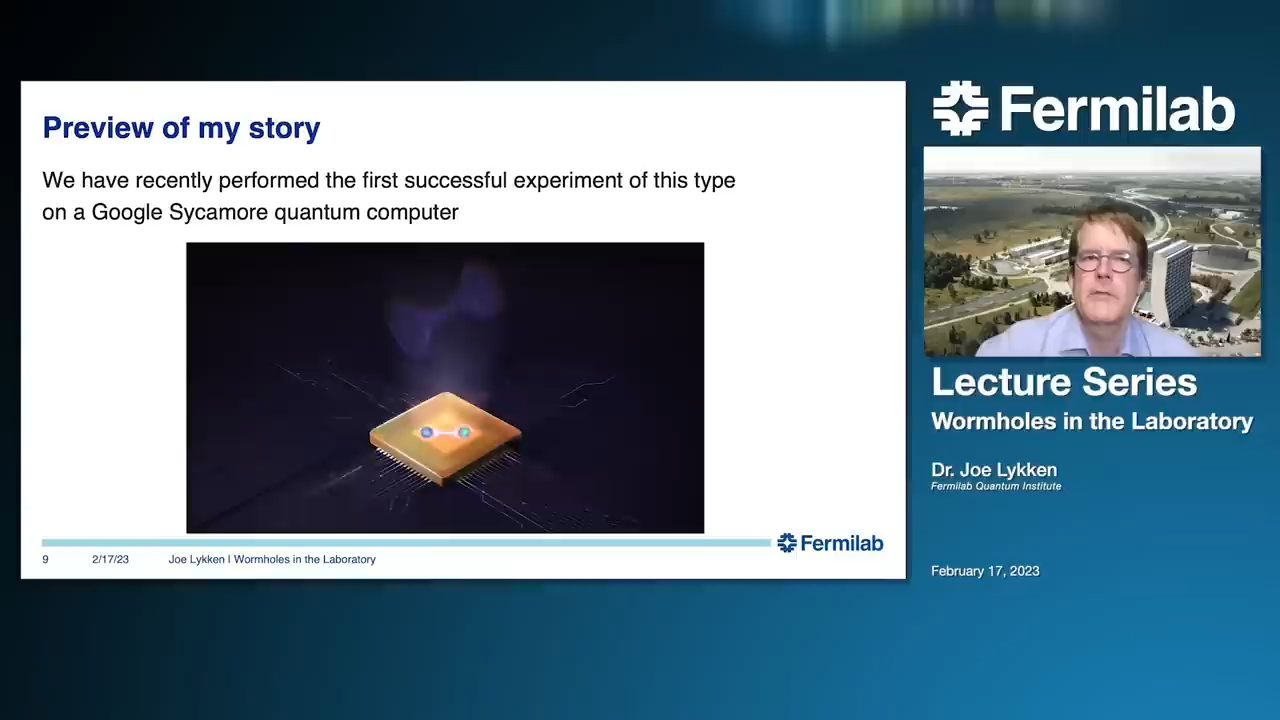 Preview of my story
We have recently performed the first successful experiment of this type
on a Google Sycamore quantum computer
Fermilab
9 2/17/23 Joe Lykken | Wormholes in the Laboratory
Fermilab
Lecture Series
Wormholes in the Laboratory
Dr. Joe Lykken
Fermilab Quantum Institute
February 17, 2023